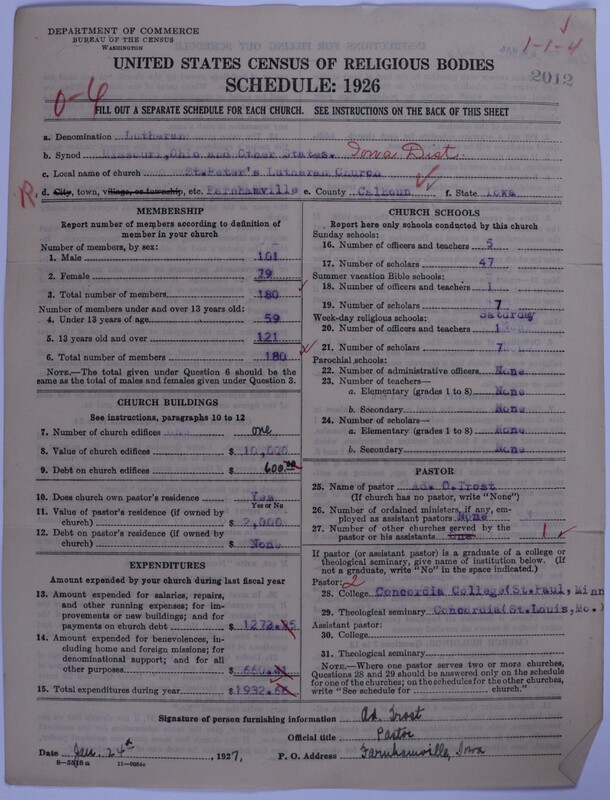 DEPARTMENT OF COMMERCE
BUREAU OF THE CENSUS
WASHINGTON
1-1-4
UNITED STATES CENSUS OF RELIGIOUS BODIES
2012
SCHEDULE: 1926
0-6
FILL OUT A SEPARATE SCHEDULE FOR EACH CHURCH. SEE INSTRUCTIONS ON THE BACK OF THIS SHEET
a. Denomination Lutheran
b. Synod Missouri, Ohio and Other States. Iowa Dist.
c. Local name of church St. Peter's Lutheran Church
R. d. City, town, village, or township, etc. Farnhamville e. County Calhoun f. State Iowa
MEMBERSHIP
Report number of members according to definition of member in your church
Number of members, by sex:
1. Male 101
2. Female 79
3. Total number of members 180
Number of members under and over 13 years old:
4. Under 13 years of age 59
5. 13 years old and over 121
6. Total number of members 180
NOTE.—The total given under Question 6 should be the same as the total of males and females given under Question 3.
CHURCH BUILDINGS
See instructions, paragraphs 10 to 12
7. Number of church edifices one
8. Value of church edifices $ 10,000
9. Debt on church edifices $ 600.00
10. Does church own pastor's residence Yes
Yes or No
11. Value of pastor's residence (if owned by church) $ 2,000
12. Debt on pastor's residence (if owned by church) $ None
EXPENDITURES
Amount expended by your church during last fiscal year
13. Amount expended for salaries, repairs, and other running expenses; for improvements or new buildings; and for payments on church debt $ 1272.25
14. Amount expended for benevolences, including home and foreign missions; for denominational support; and for all other purposes $ 660.41
15. Total expenditures during year $ 1932.66
CHURCH SCHOOLS
Report here only schools conducted by this church
Sunday schools:
16. Number of officers and teachers 5
17. Number of scholars 47
Summer vacation Bible schools:
18. Number of officers and teachers 1
19. Number of scholars 7
Week-day religious schools: Saturday
20. Number of officers and teachers 1
21. Number of scholars 7
Parochial schools:
22. Number of administrative officers None
23. Number of teachers—
a. Elementary (grades 1 to 8) None
b. Secondary None
24. Number of scholars—
a. Elementary (grades 1 to 8) None
b. Secondary None
PASTOR
25. Name of pastor Ad. C. Trost
(If church has no pastor, write "None")
26. Number of ordained ministers, if any, employed as assistant pastors None
27. Number of other churches served by the pastor or his assistants One 1
If pastor (or assistant pastor) is a graduate of a college or theological seminary, give name of institution below. (If not a graduate, write "No" in the space indicated.)
Pastor: 2
28. College Concordia College (St. Paul, Minn
29. Theological seminary Concordia (St. Louis, Mo.)
Assistant pastor:
30. College
31. Theological seminary
NOTE.—Where one pastor serves two or more churches, Questions 28 and 29 should be answered only on the schedule for one of the churches; on the schedules for the other churches, write "See schedule for church."
Signature of person furnishing information Ad. Trost
Official title Pastor
Date Jan. 24th, 1927, P. O. Address Farnhamville, Iowa